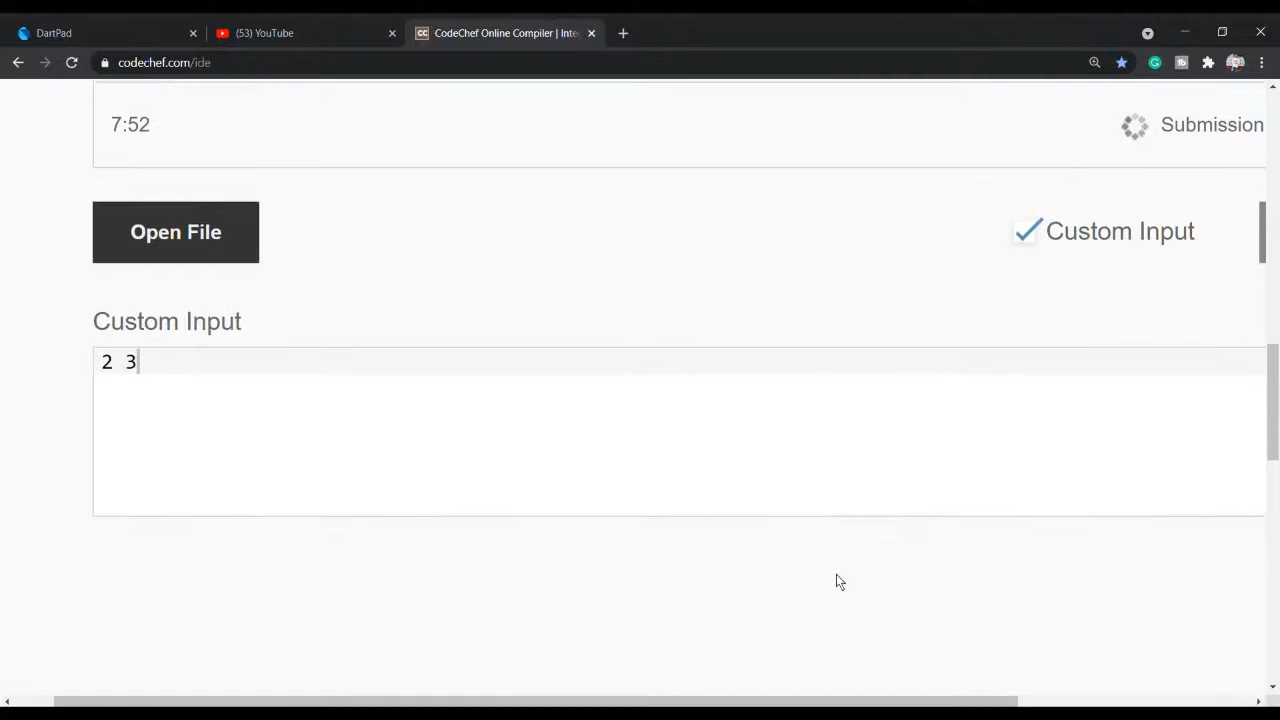 DartPad
(53) YouTube
CC CodeChef Online Compiler | Inte
codechef.com/ide
7:52
Submission
Open File
Custom Input
Custom Input
2 3